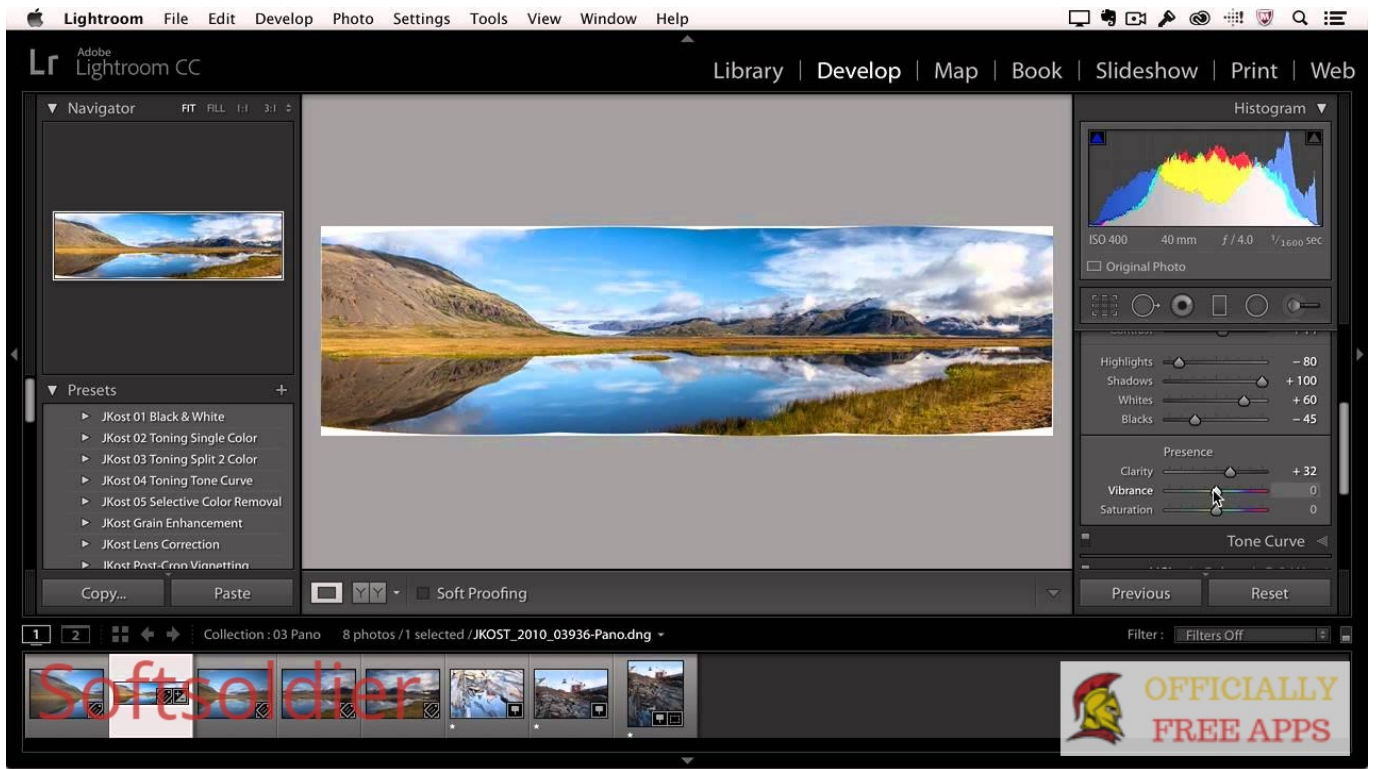 Lightroom File Edit Develop Photo Settings Tools View Window Help
Adobe
Lr Lightroom CC
Library | Develop | Map | Book | Slideshow | Print | Web
Navigator FIT FILL 1:1 3:1
Histogram
ISO 400 40 mm f / 4.0 1/1600 sec
Original Photo
Contrast
Highlights - 80
Shadows + 100
Whites + 60
Blacks - 45
Presence
Clarity + 32
Vibrance 0
Saturation 0
Tone Curve
Presets +
JKost 01 Black & White
JKost 02 Toning Single Color
JKost 03 Toning Split 2 Color
JKost 04 Toning Tone Curve
JKost 05 Selective Color Removal
JKost Grain Enhancement
JKost Lens Correction
JKost Post-Crop Vignetting
Copy... Paste
YY Soft Proofing
Previous Reset
1 2 Collection : 03 Pano 8 photos / 1 selected / JKOST_2010_03936-Pano.dng
Filter : Filters Off
Softsoldier
OFFICIALLY
FREE APPS